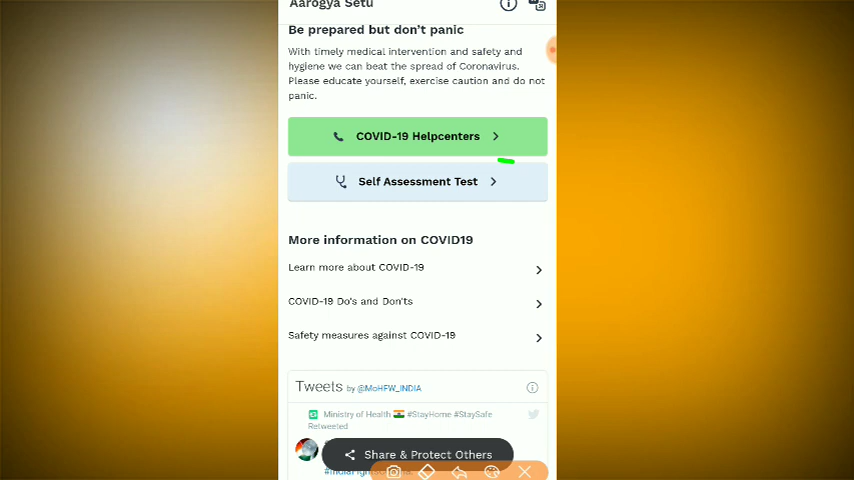 Aarogya Setu
Be prepared but don't panic
With timely medical intervention and safety and
hygiene we can beat the spread of Coronavirus.
Please educate yourself, exercise caution and do not
panic.
COVID-19 Helpcenters
Self Assessment Test
More information on COVID19
Learn more about COVID-19
COVID-19 Do's and Don'ts
Safety measures against COVID-19
Tweets by @MoHFW_INDIA
Ministry of Health 🇮🇳 #StayHome #StaySafe
Retweeted
Share & Protect Others